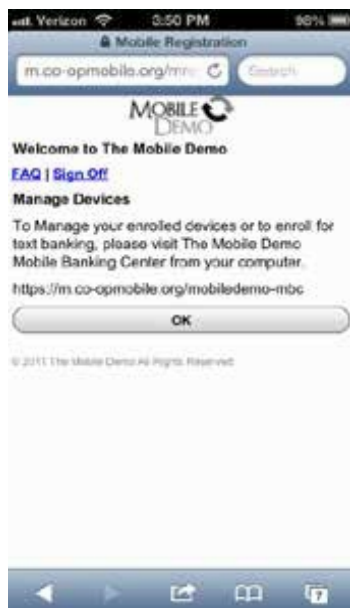 Verizon 3:50 PM 98%
Mobile Registration
m.co-opmobile.org/mr Search
MOBILE
DEMO
Welcome to The Mobile Demo
FAQ | Sign Off
Manage Devices
To Manage your enrolled devices or to enroll for
text banking, please visit The Mobile Demo
Mobile Banking Center from your computer.
https://m.co-opmobile.org/mobiledemo-mbc
OK
© 2011 The Mobile Demo All Rights Reserved
7